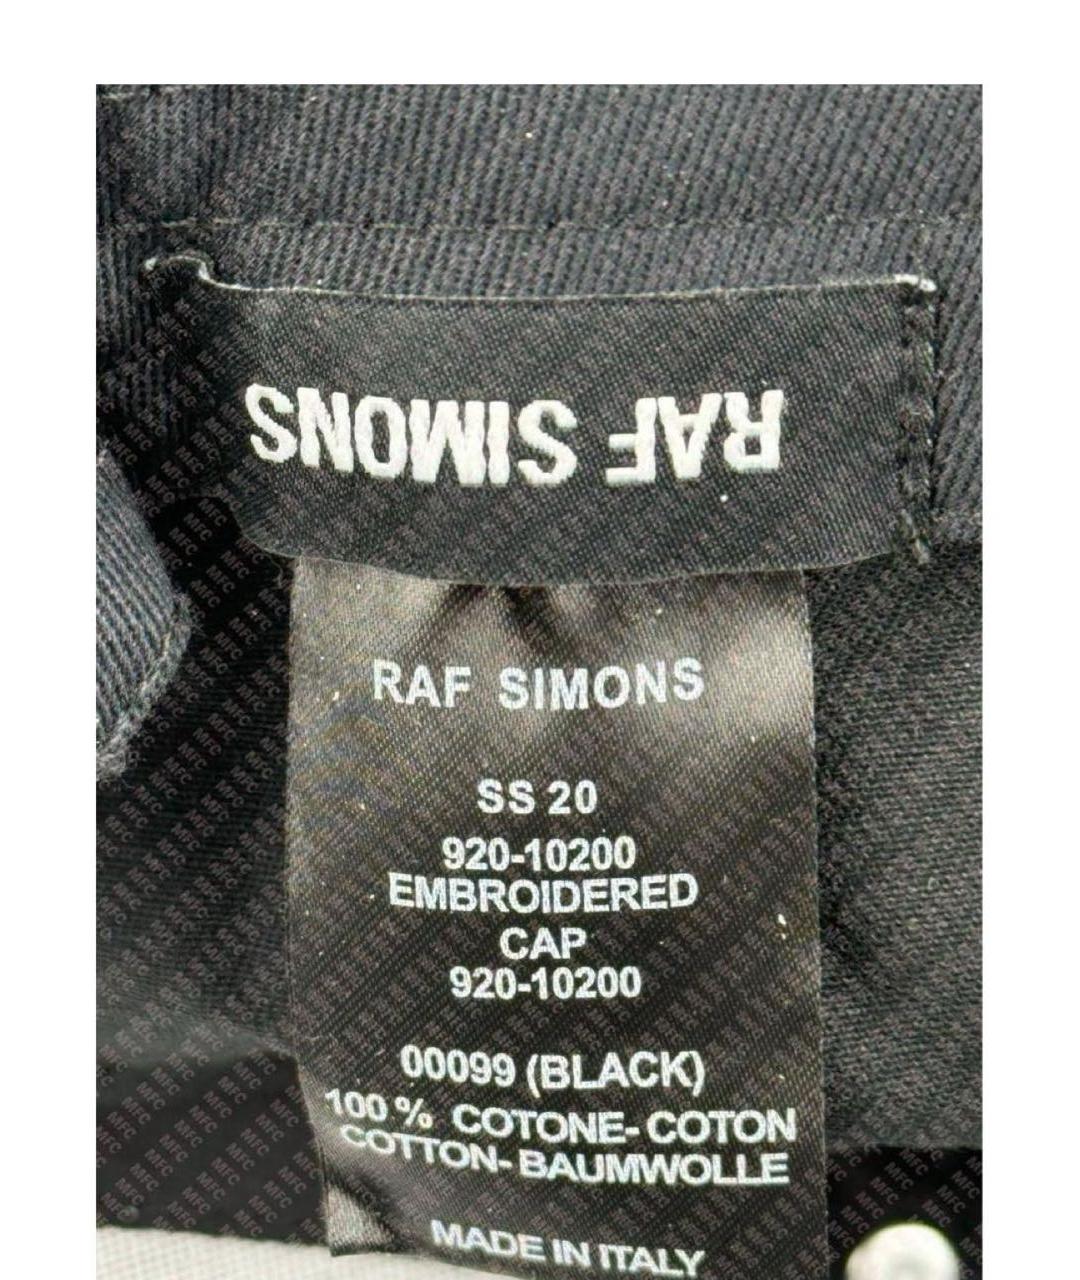 RAF SIMONS
RAF SIMONS
SS 20
920-10200
EMBROIDERED
CAP
920-10200
00099 (BLACK)
100 % COTONE-COTON
COTTON-BAUMWOLLE
MADE IN ITALY
MFC